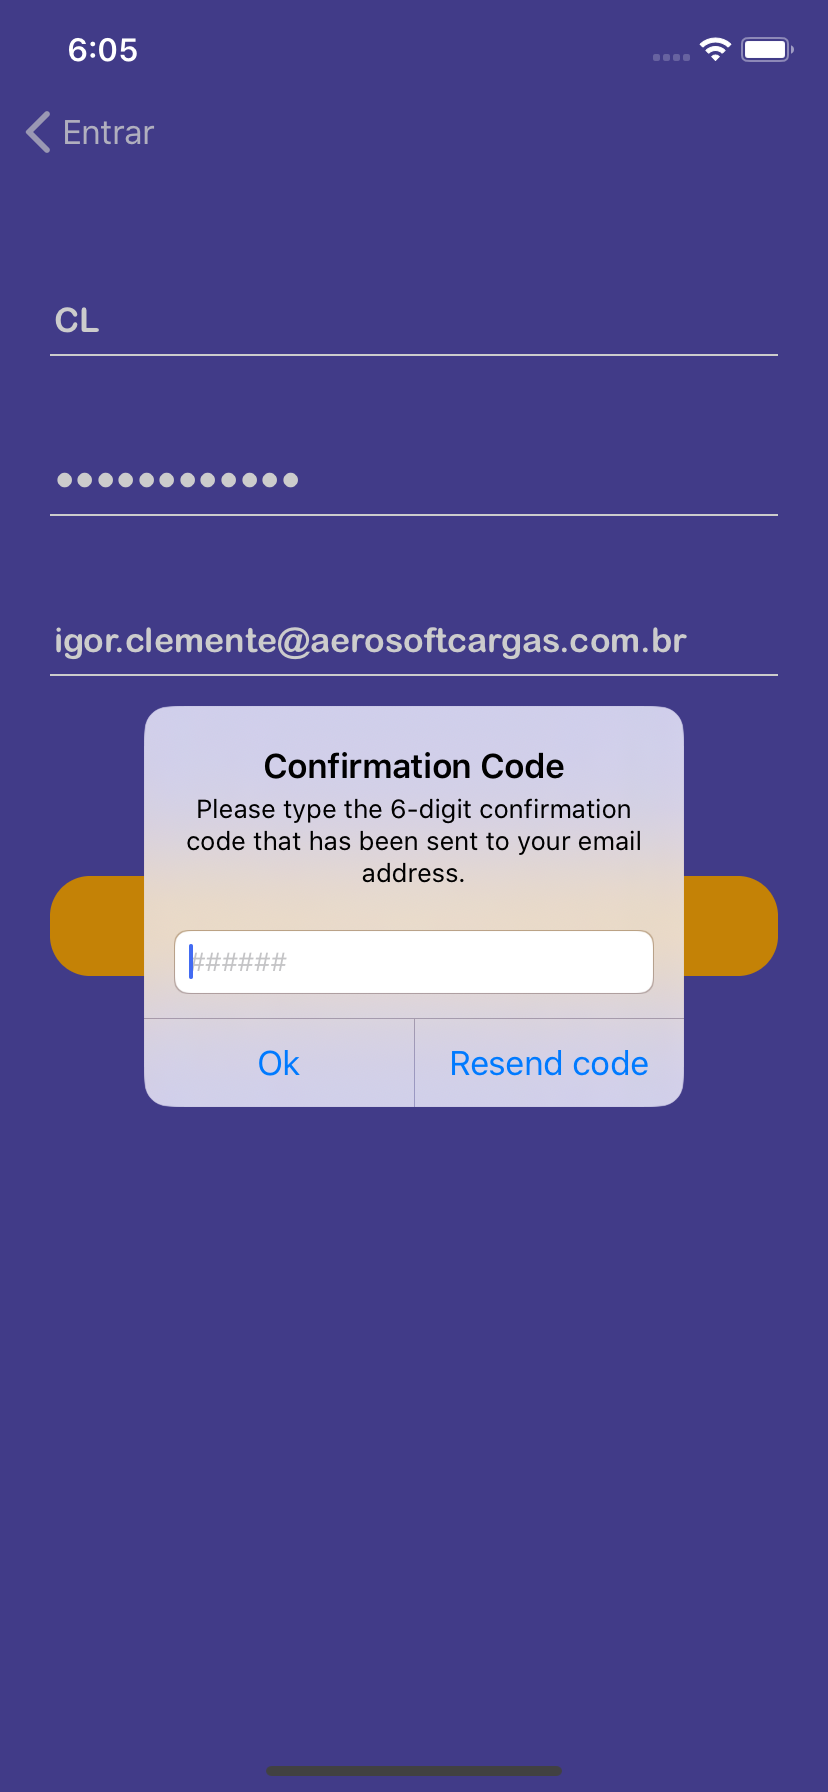 6:05
Entrar
CL
••••••••••••
igor.clemente@aerosoftcargas.com.br
Confirmation Code
Please type the 6-digit confirmation
code that has been sent to your email
address.
######
Ok
Resend code